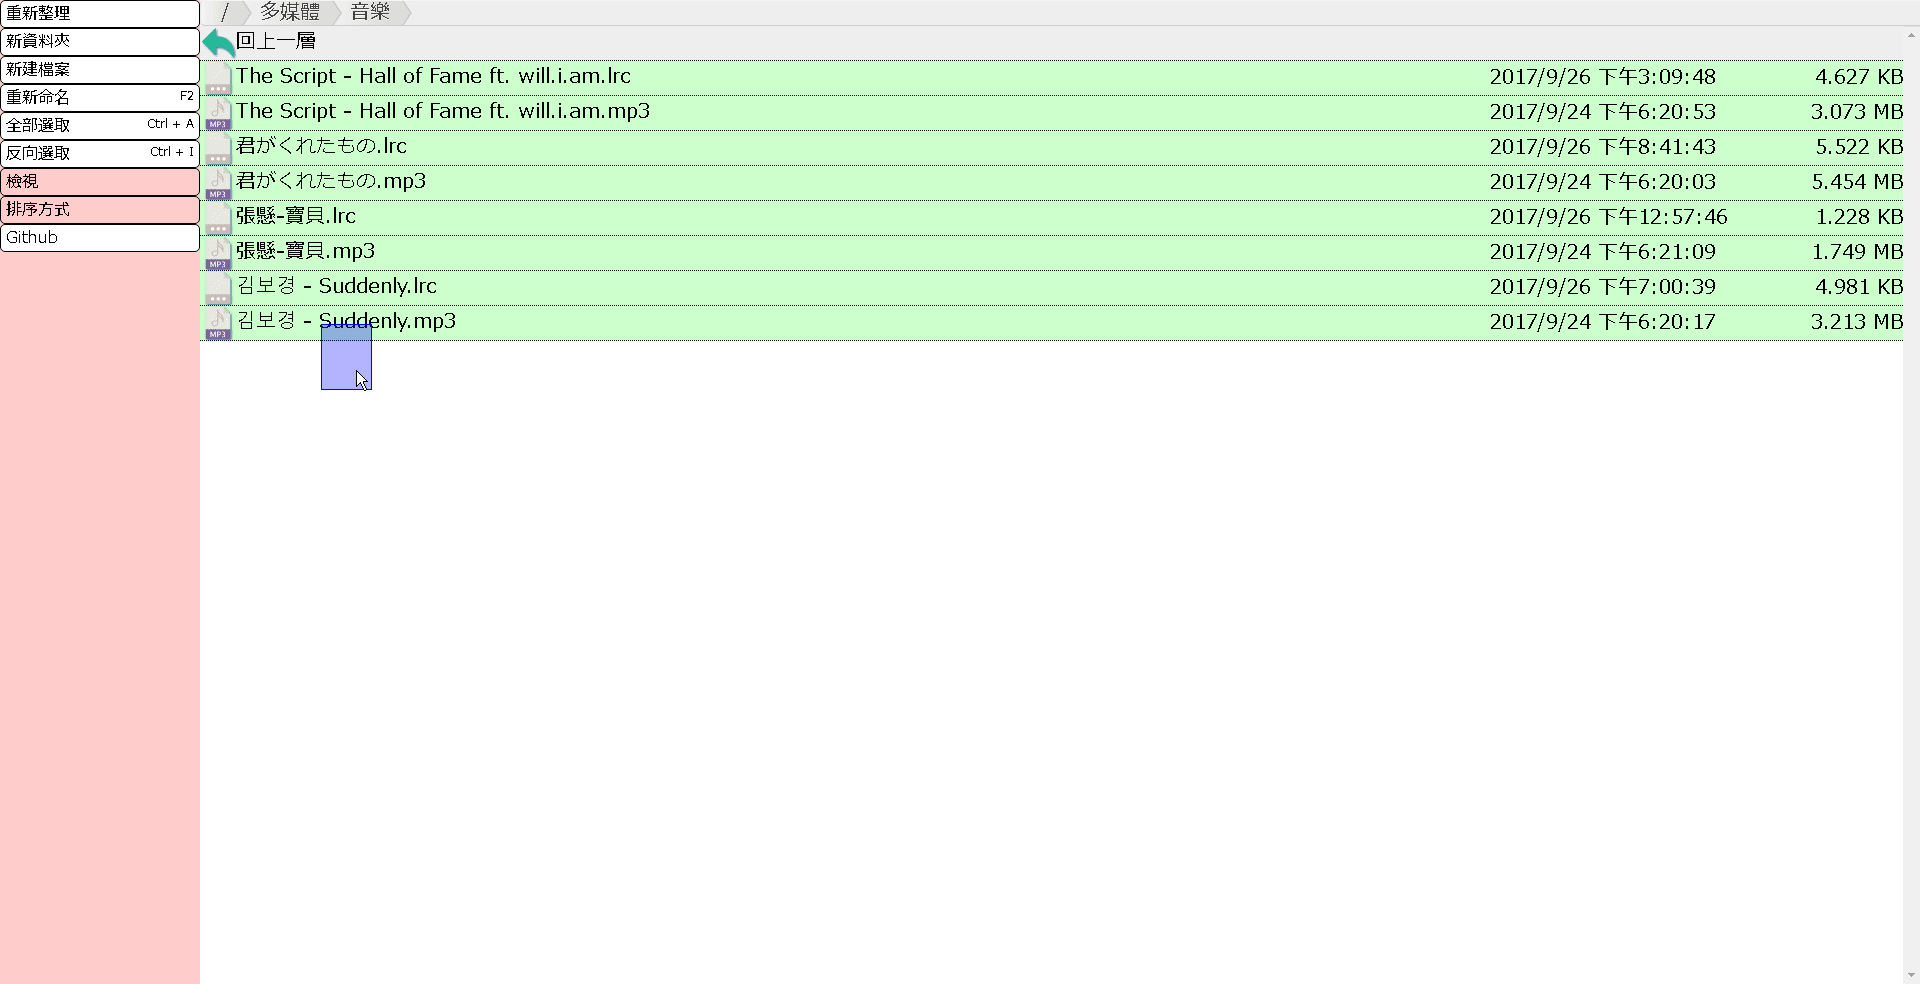 重新整理
新資料夾
新建檔案
重新命名 F2
全部選取 Ctrl + A
反向選取 Ctrl + I
檢視
排序方式
Github
/ 多媒體 音樂
回上一層
The Script - Hall of Fame ft. will.i.am.lrc 2017/9/26 下午3:09:48 4.627 KB
MP3 The Script - Hall of Fame ft. will.i.am.mp3 2017/9/24 下午6:20:53 3.073 MB
君がくれたもの.lrc 2017/9/26 下午8:41:43 5.522 KB
MP3 君がくれたもの.mp3 2017/9/24 下午6:20:03 5.454 MB
張懸-寶貝.lrc 2017/9/26 下午12:57:46 1.228 KB
MP3 張懸-寶貝.mp3 2017/9/24 下午6:21:09 1.749 MB
김보경 - Suddenly.lrc 2017/9/26 下午7:00:39 4.981 KB
MP3 김보경 - Suddenly.mp3 2017/9/24 下午6:20:17 3.213 MB